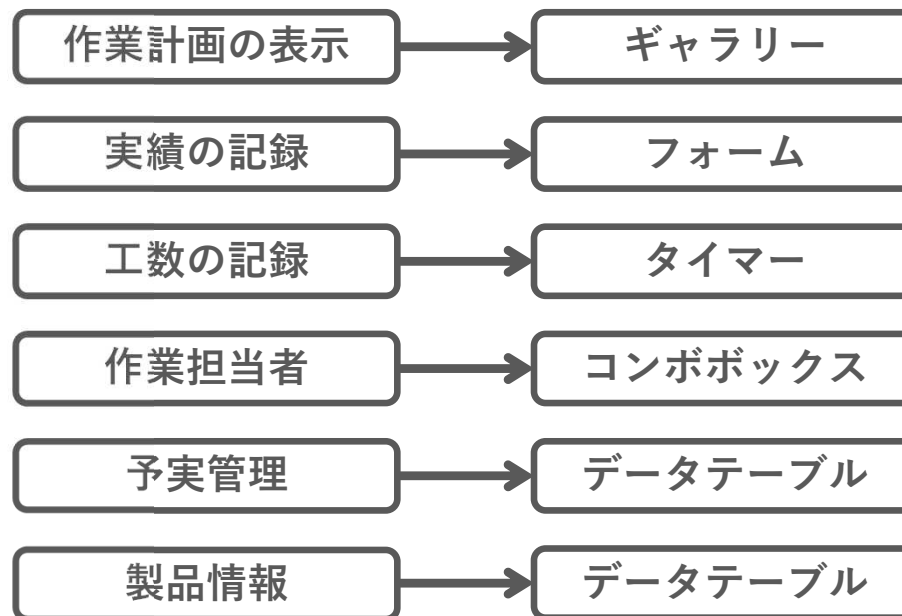 作業計画の表示
ギャラリー
実績の記録
フォーム
工数の記録
タイマー
作業担当者
コンボボックス
予実管理
データテーブル
製品情報
データテーブル